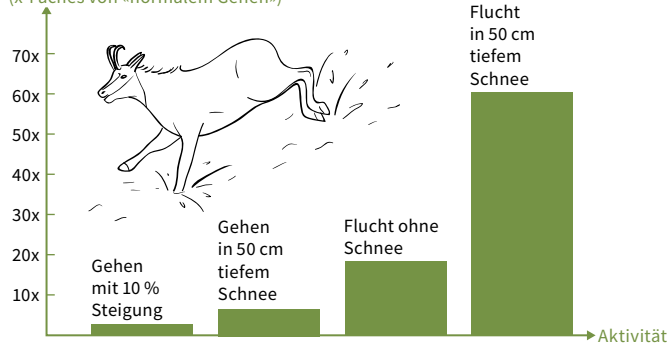 (x-Faches von «normalem Gehen»)
70x
60x
50x
40x
30x
20x
10x
Gehen
mit 10 %
Steigung
Gehen
in 50 cm
tiefem
Schnee
Flucht ohne
Schnee
Flucht
in 50 cm
tiefem
Schnee
Aktivität